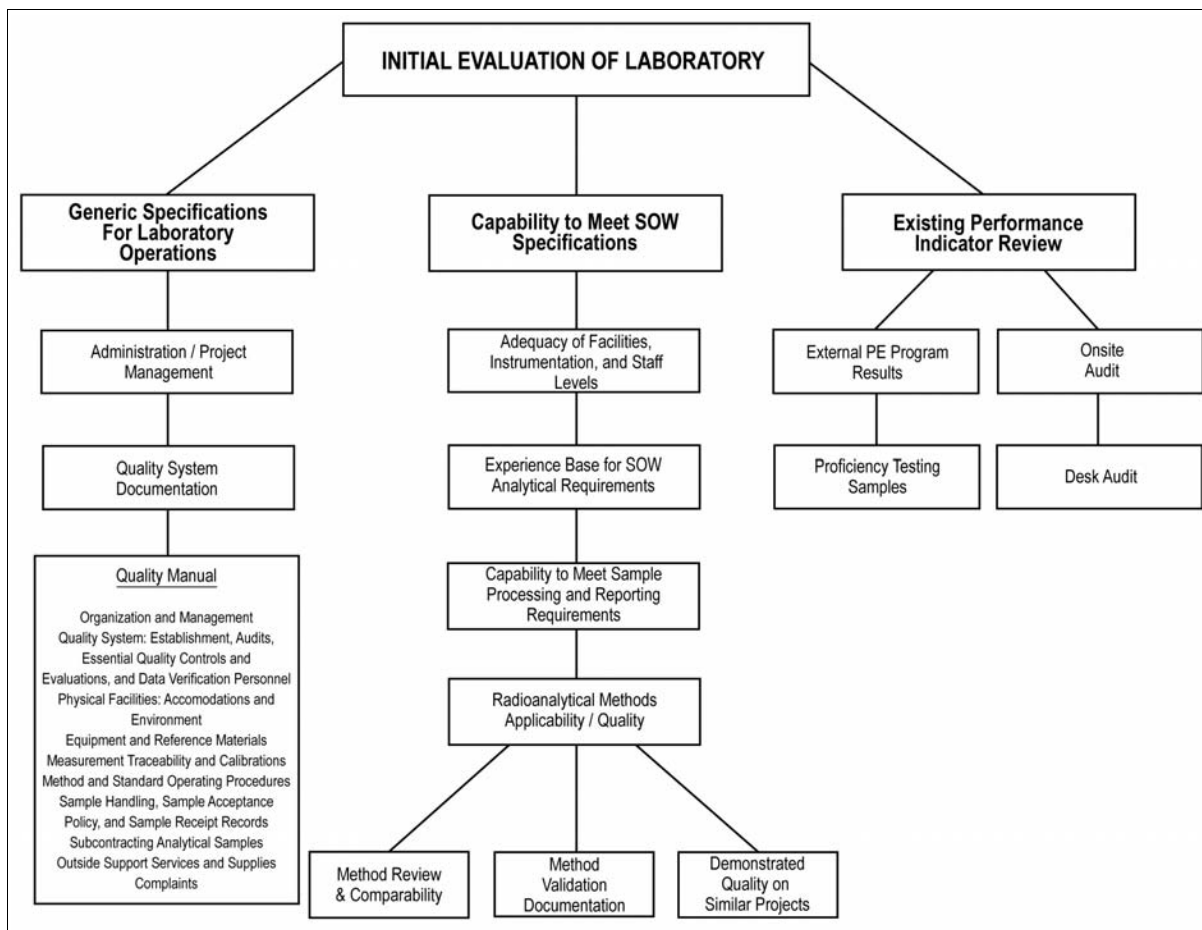 INITIAL EVALUATION OF LABORATORY
Generic Specifications
For Laboratory
Operations
Administration / Project
Management
Quality System
Documentation
Quality Manual
Organization and Management
Quality System: Establishment, Audits,
Essential Quality Controls and
Evaluations, and Data Verification Personnel
Physical Facilities: Accomodations and
Environment
Equipment and Reference Materials
Measurement Traceability and Calibrations
Method and Standard Operating Procedures
Sample Handling, Sample Acceptance
Policy, and Sample Receipt Records
Subcontracting Analytical Samples
Outside Support Services and Supplies
Complaints
Capability to Meet SOW
Specifications
Adequacy of Facilities,
Instrumentation, and Staff
Levels
Experience Base for SOW
Analytical Requirements
Capability to Meet Sample
Processing and Reporting
Requirements
Radioanalytical Methods
Applicability / Quality
Method Review
& Comparability
Method
Validation
Documentation
Demonstrated
Quality on
Similar Projects
Existing Performance
Indicator Review
External PE Program
Results
Proficiency Testing
Samples
Onsite
Audit
Desk Audit